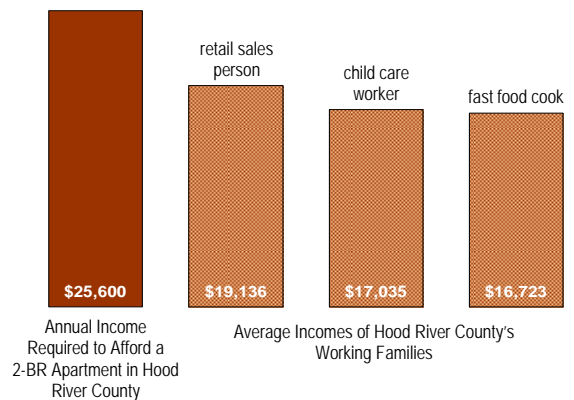 retail sales
person
child care
worker
fast food cook
$25,600
$19,136
$17,035
$16,723
Annual Income
Required to Afford a
2-BR Apartment in Hood
River County
Average Incomes of Hood River County's
Working Families